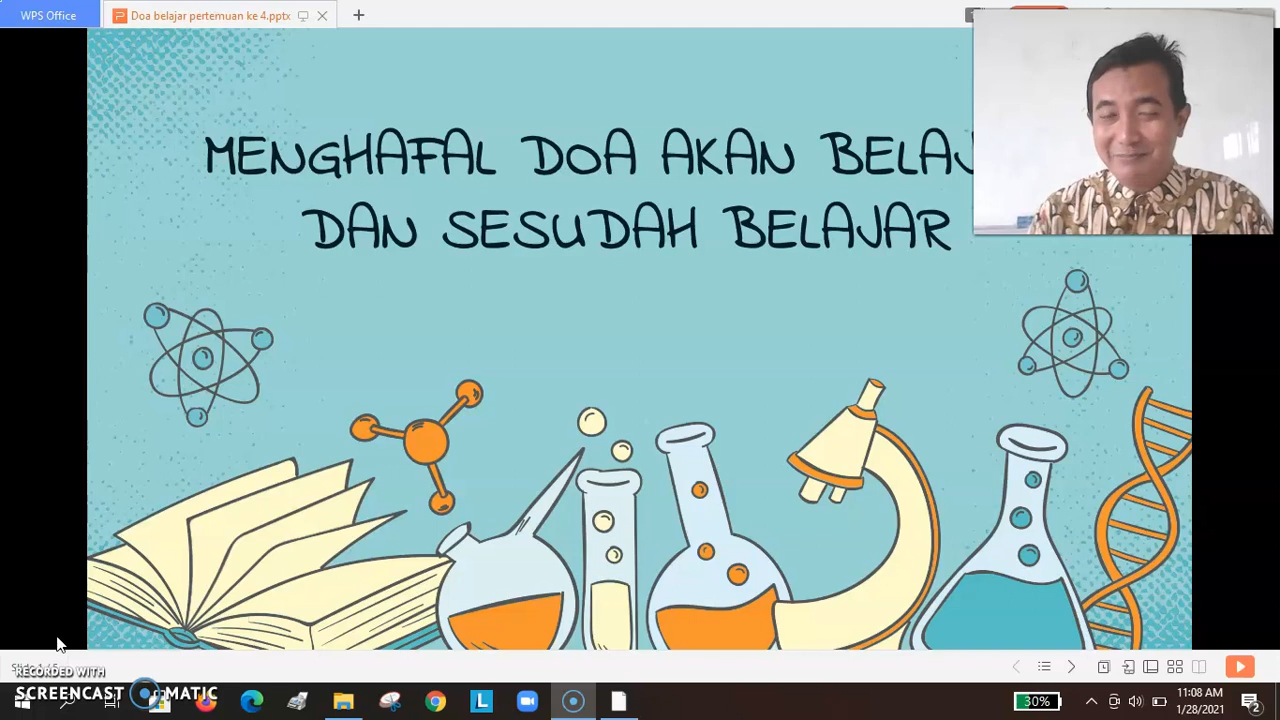 WPS Office
Doa belajar pertemuan ke 4.pptx
MENGHAFAL DOA AKAN BELAJ
DAN SESUDAH BELAJAR
RECORDED WITH
SCREENCAST MATIC
30%
11:08 AM
1/28/2021
2